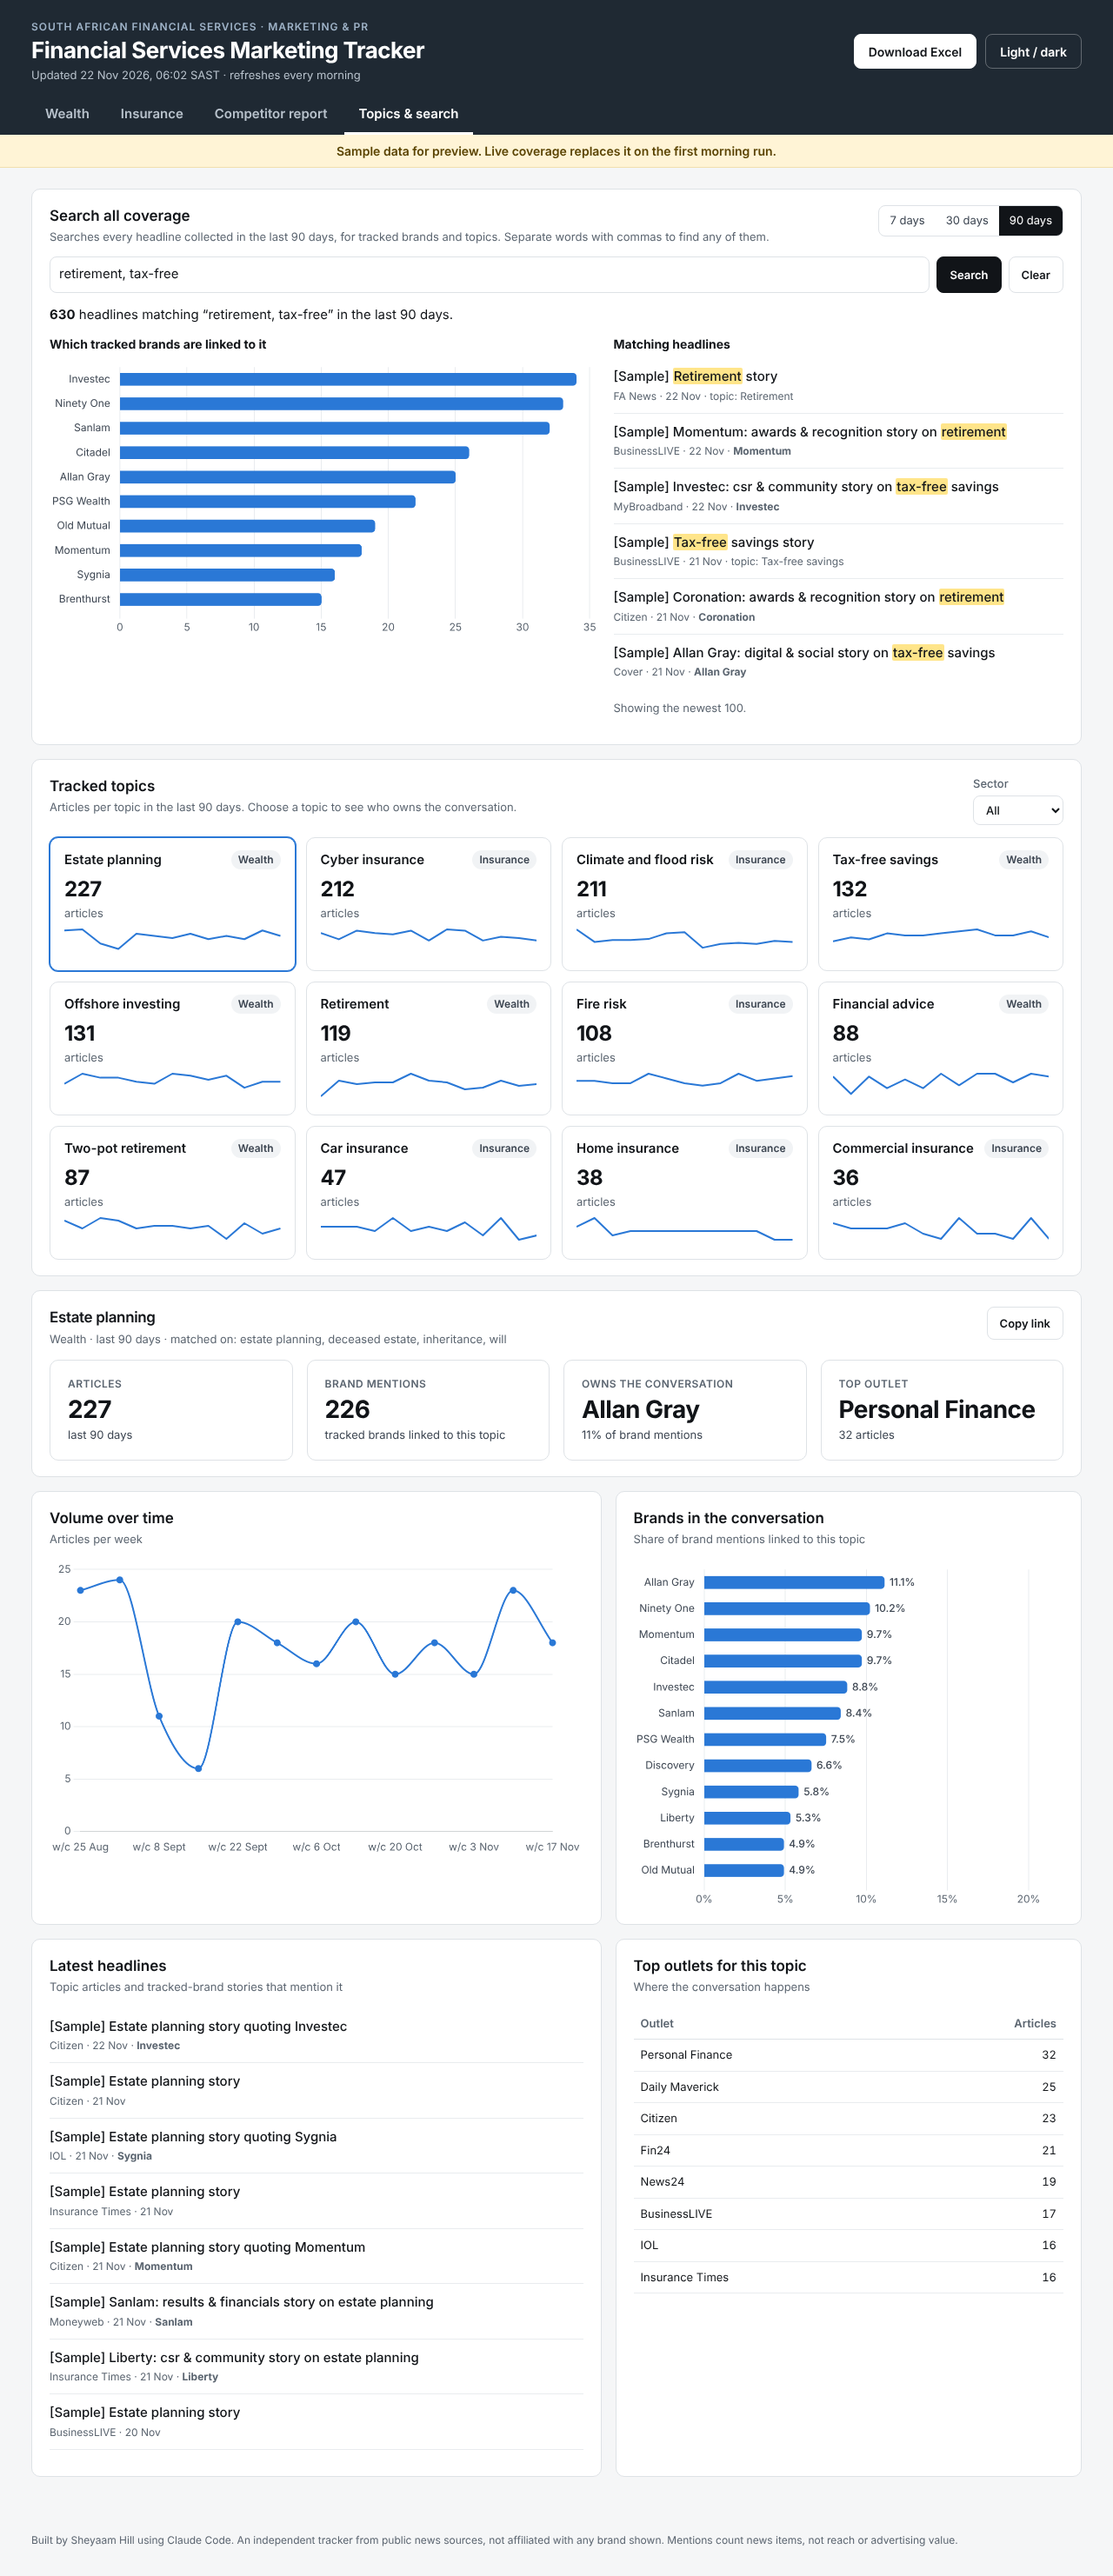 SOUTH AFRICAN FINANCIAL SERVICES · MARKETING & PR
Financial Services Marketing Tracker
Updated 22 Nov 2026, 06:02 SAST · refreshes every morning
Download Excel
Light / dark
Wealth
Insurance
Competitor report
Topics & search
Sample data for preview. Live coverage replaces it on the first morning run.
Search all coverage
Searches every headline collected in the last 90 days, for tracked brands and topics. Separate words with commas to find any of them.
7 days
30 days
90 days
retirement, tax-free
Search
Clear
630 headlines matching “retirement, tax-free” in the last 90 days.
Which tracked brands are linked to it
Investec
Ninety One
Sanlam
Citadel
Allan Gray
PSG Wealth
Old Mutual
Momentum
Sygnia
Brenthurst
0 5 10 15 20 25 30 35
Matching headlines
[Sample] Retirement story
FA News · 22 Nov · topic: Retirement
[Sample] Momentum: awards & recognition story on retirement
BusinessLIVE · 22 Nov · Momentum
[Sample] Investec: csr & community story on tax-free savings
MyBroadband · 22 Nov · Investec
[Sample] Tax-free savings story
BusinessLIVE · 21 Nov · topic: Tax-free savings
[Sample] Coronation: awards & recognition story on retirement
Citizen · 21 Nov · Coronation
[Sample] Allan Gray: digital & social story on tax-free savings
Cover · 21 Nov · Allan Gray
Showing the newest 100.
Tracked topics
Articles per topic in the last 90 days. Choose a topic to see who owns the conversation.
Sector
All
Estate planning
Wealth
227
articles
Cyber insurance
Insurance
212
articles
Climate and flood risk
Insurance
211
articles
Tax-free savings
Wealth
132
articles
Offshore investing
Wealth
131
articles
Retirement
Wealth
119
articles
Fire risk
Insurance
108
articles
Financial advice
Wealth
88
articles
Two-pot retirement
Wealth
87
articles
Car insurance
Insurance
47
articles
Home insurance
Insurance
38
articles
Commercial insurance
Insurance
36
articles
Estate planning
Wealth · last 90 days · matched on: estate planning, deceased estate, inheritance, will
Copy link
ARTICLES
227
last 90 days
BRAND MENTIONS
226
tracked brands linked to this topic
OWNS THE CONVERSATION
Allan Gray
11% of brand mentions
TOP OUTLET
Personal Finance
32 articles
Volume over time
Articles per week
25
20
15
10
5
0
w/c 25 Aug w/c 8 Sept w/c 22 Sept w/c 6 Oct w/c 20 Oct w/c 3 Nov w/c 17 Nov
Brands in the conversation
Share of brand mentions linked to this topic
Allan Gray 11.1%
Ninety One 10.2%
Momentum 9.7%
Citadel 9.7%
Investec 8.8%
Sanlam 8.4%
PSG Wealth 7.5%
Discovery 6.6%
Sygnia 5.8%
Liberty 5.3%
Brenthurst 4.9%
Old Mutual 4.9%
0% 5% 10% 15% 20%
Latest headlines
Topic articles and tracked-brand stories that mention it
[Sample] Estate planning story quoting Investec
Citizen · 22 Nov · Investec
[Sample] Estate planning story
Citizen · 21 Nov
[Sample] Estate planning story quoting Sygnia
IOL · 21 Nov · Sygnia
[Sample] Estate planning story
Insurance Times · 21 Nov
[Sample] Estate planning story quoting Momentum
Citizen · 21 Nov · Momentum
[Sample] Sanlam: results & financials story on estate planning
Moneyweb · 21 Nov · Sanlam
[Sample] Liberty: csr & community story on estate planning
Insurance Times · 21 Nov · Liberty
[Sample] Estate planning story
BusinessLIVE · 20 Nov
Top outlets for this topic
Where the conversation happens
Outlet Articles
Personal Finance 32
Daily Maverick 25
Citizen 23
Fin24 21
News24 19
BusinessLIVE 17
IOL 16
Insurance Times 16
Built by Sheyaam Hill using Claude Code. An independent tracker from public news sources, not affiliated with any brand shown. Mentions count news items, not reach or advertising value.